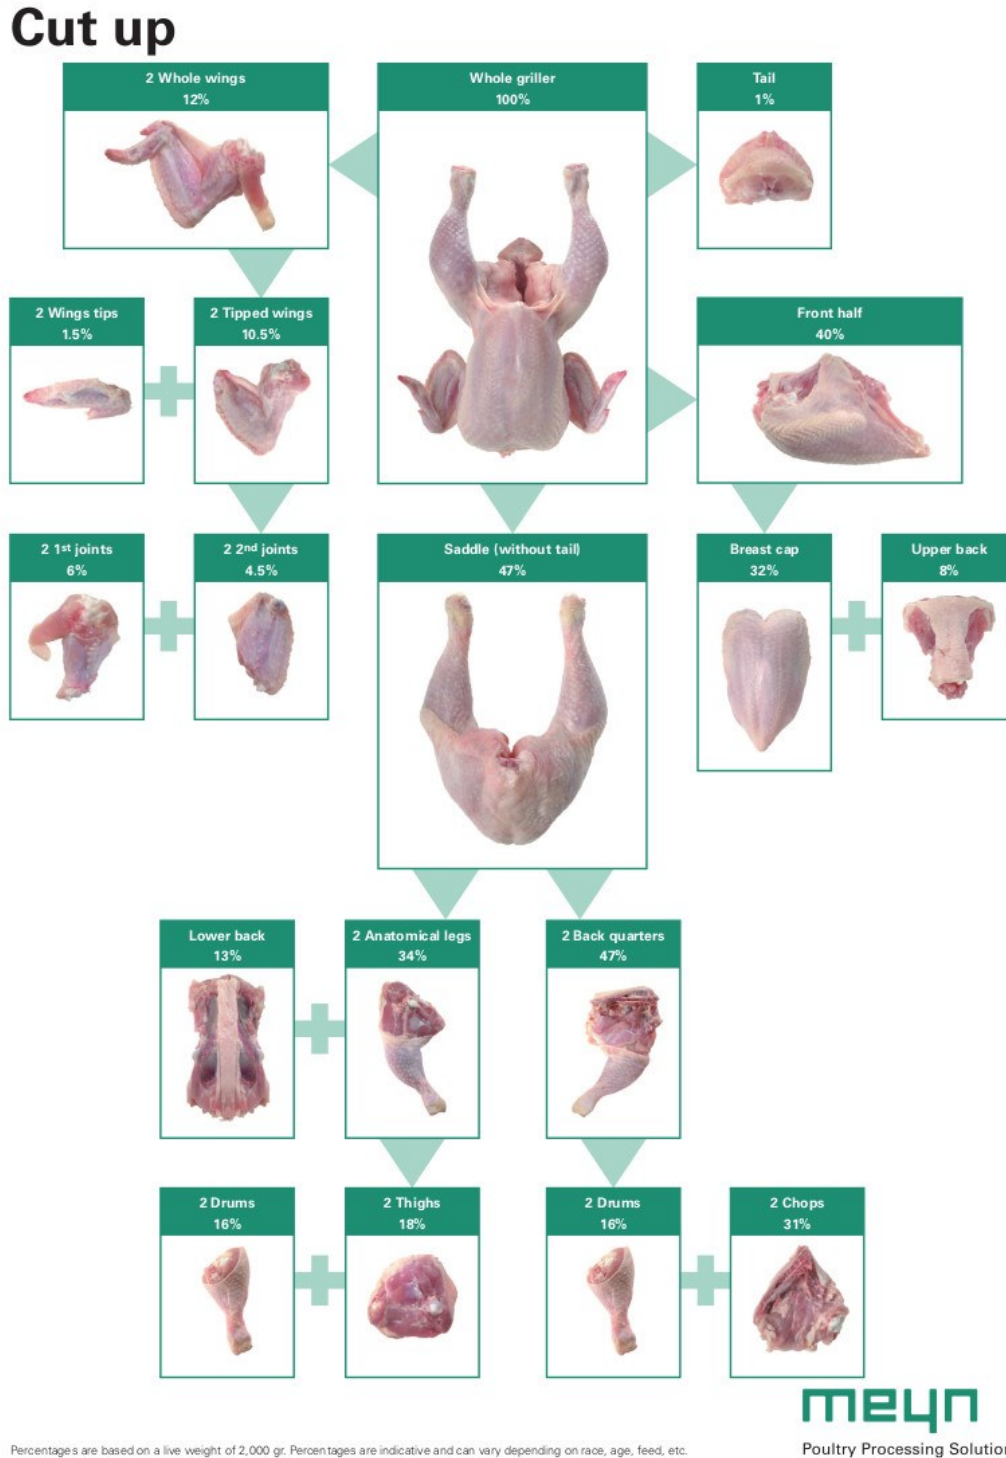 Cut up
2 Whole wings
12%
Whole griller
100%
Tail
1%
2 Wings tips
1.5%
2 Tipped wings
10.5%
Front half
40%
2 1st joints
6%
2 2nd joints
4.5%
Saddle (without tail)
47%
Breast cap
32%
Upper back
8%
Lower back
13%
2 Anatomical legs
34%
2 Back quarters
47%
2 Drums
16%
2 Thighs
18%
2 Drums
16%
2 Chops
31%
meyn
Poultry Processing Solution
Percentages are based on a live weight of 2,000 gr. Percentages are indicative and can vary depending on race, age, feed, etc.